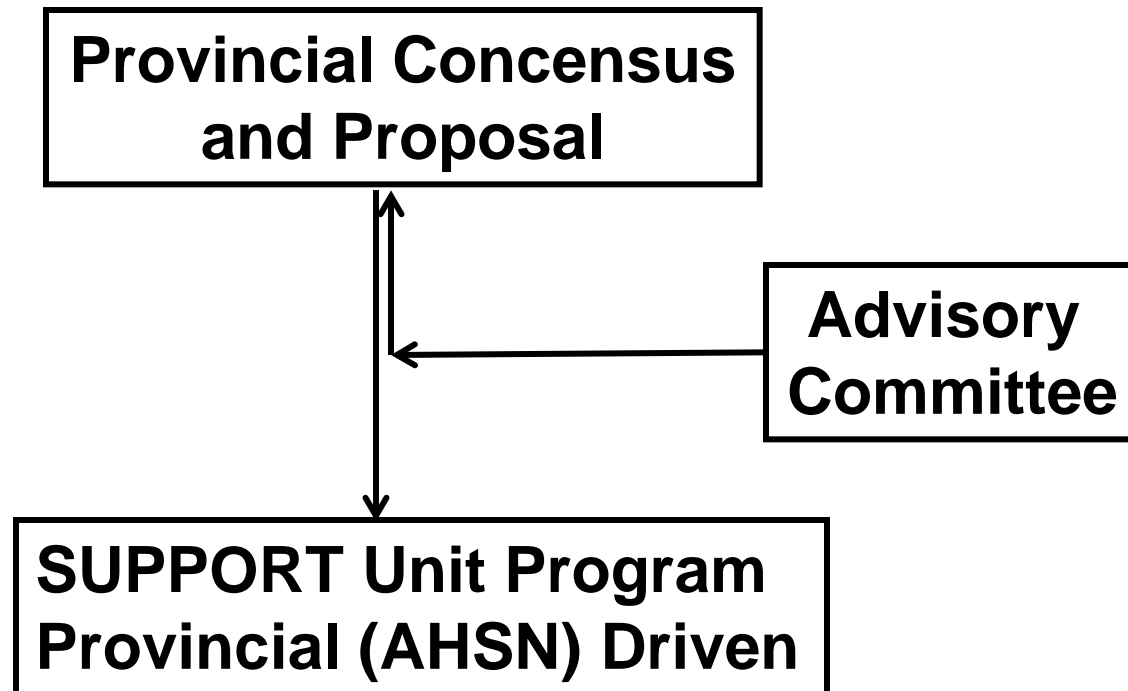 Provincial Concensus
and Proposal
Advisory
Committee
SUPPORT Unit Program
Provincial (AHSN) Driven